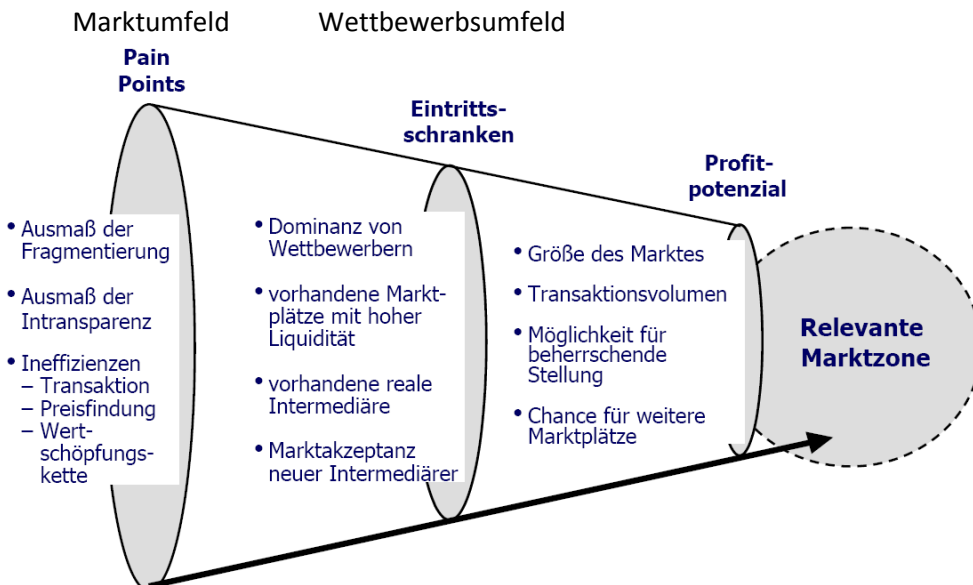 Marktumfeld
Wettbewerbsumfeld
Pain
Points
Eintritts-
schranken
Profit-
potenzial
• Ausmaß der
Fragmentierung
• Ausmaß der
Intransparenz
• Ineffizienzen
– Transaktion
– Preisfindung
– Wert-
schöpfungs-
kette
• Dominanz von
Wettbewerbern
• vorhandene Markt-
plätze mit hoher
Liquidität
• vorhandene reale
Intermediäre
• Marktakzeptanz
neuer Intermediärer
• Größe des Marktes
• Transaktionsvolumen
• Möglichkeit für
beherrschende
Stellung
• Chance für weitere
Marktplätze
Relevante
Marktzone